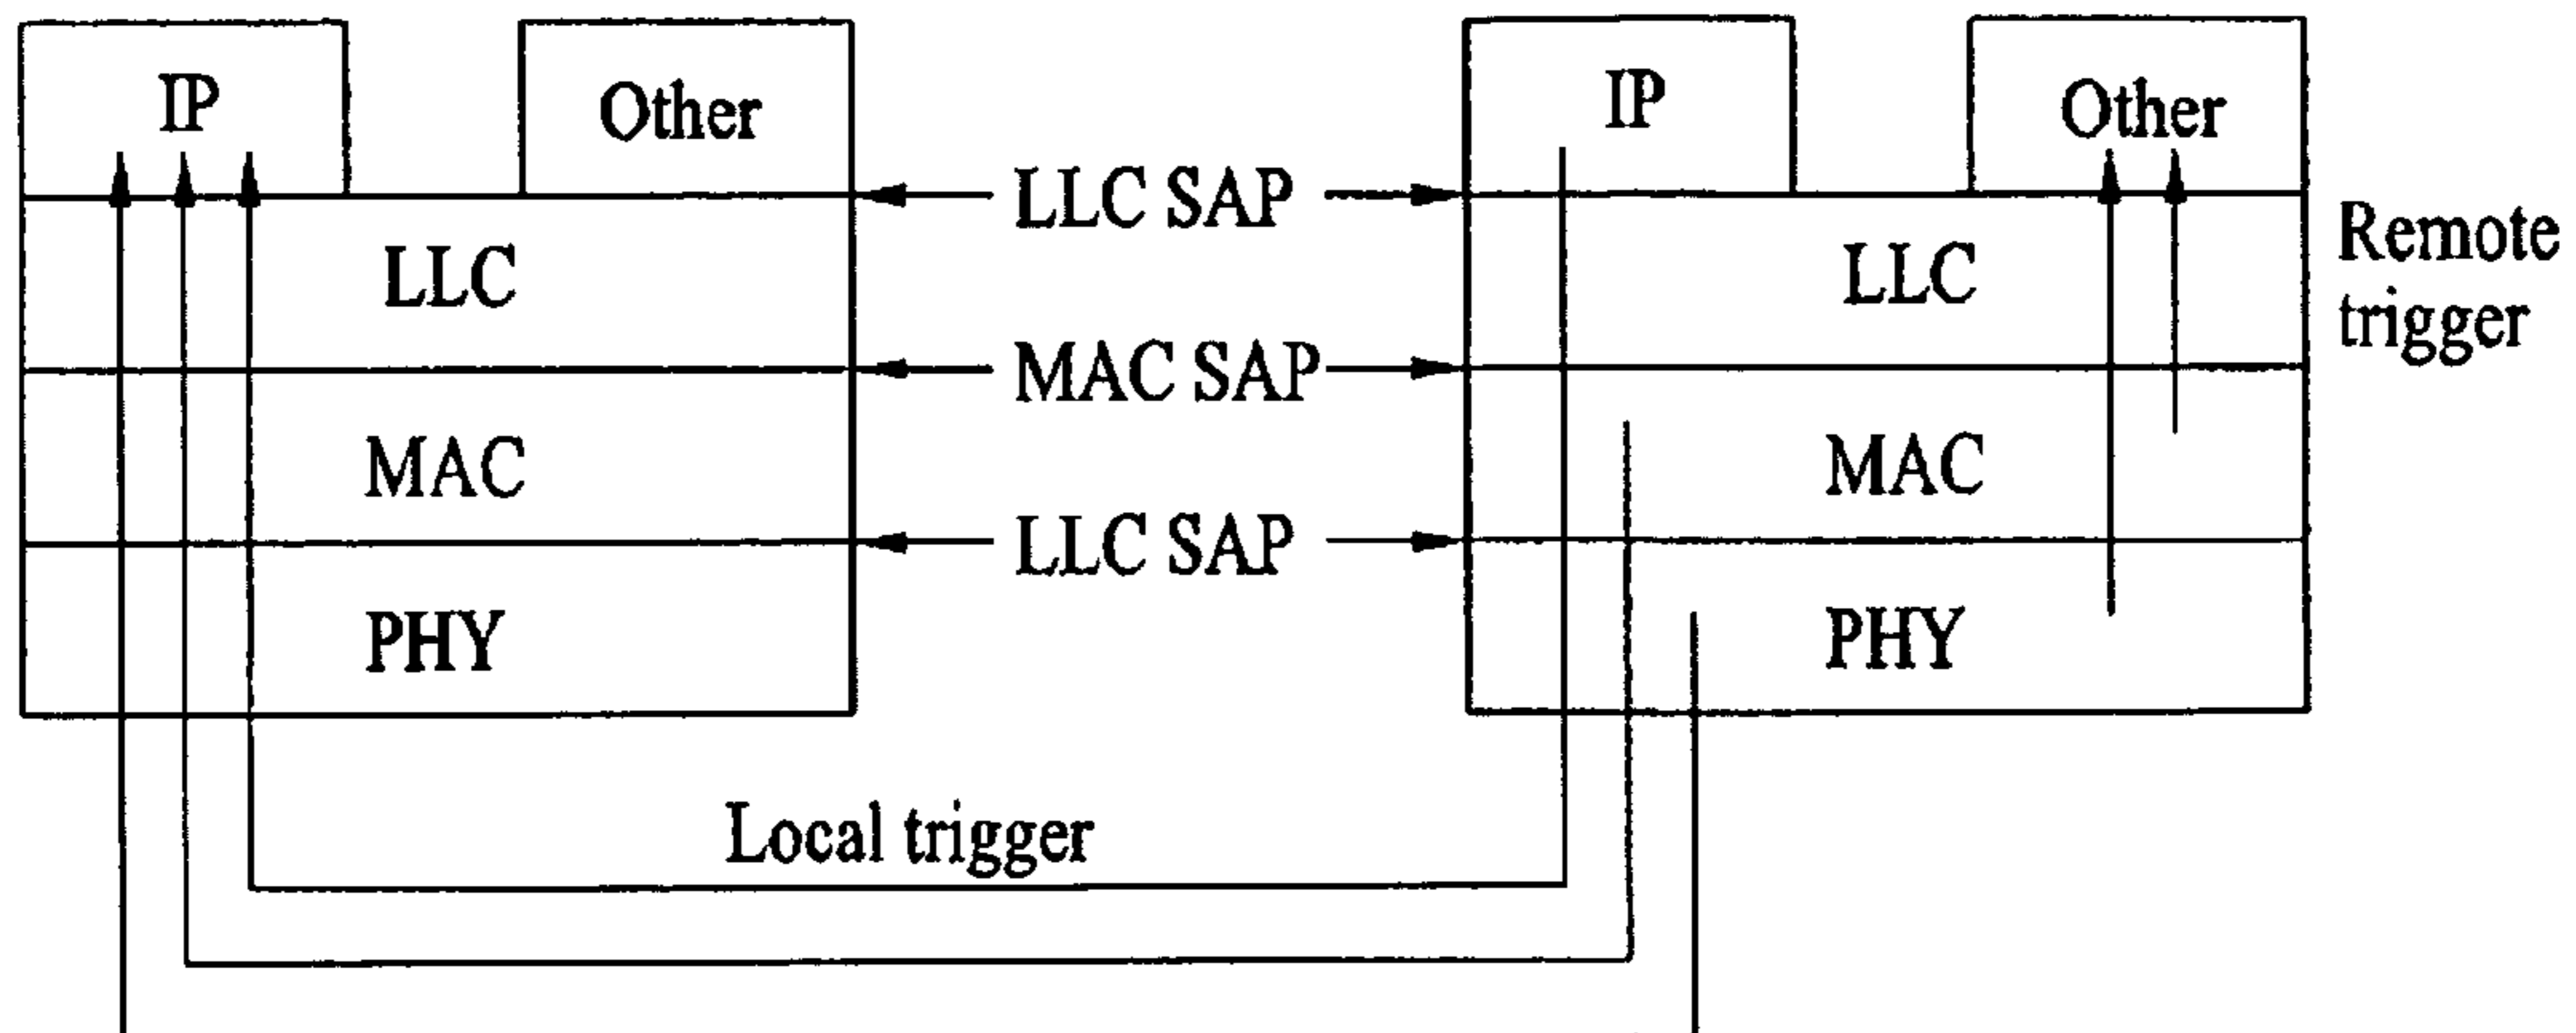 IP
Other
IP
Other
LLC SAP
LLC
LLC
Remote
trigger
MAC SAP
MAC
MAC
LLC SAP
PHY
PHY
Local trigger